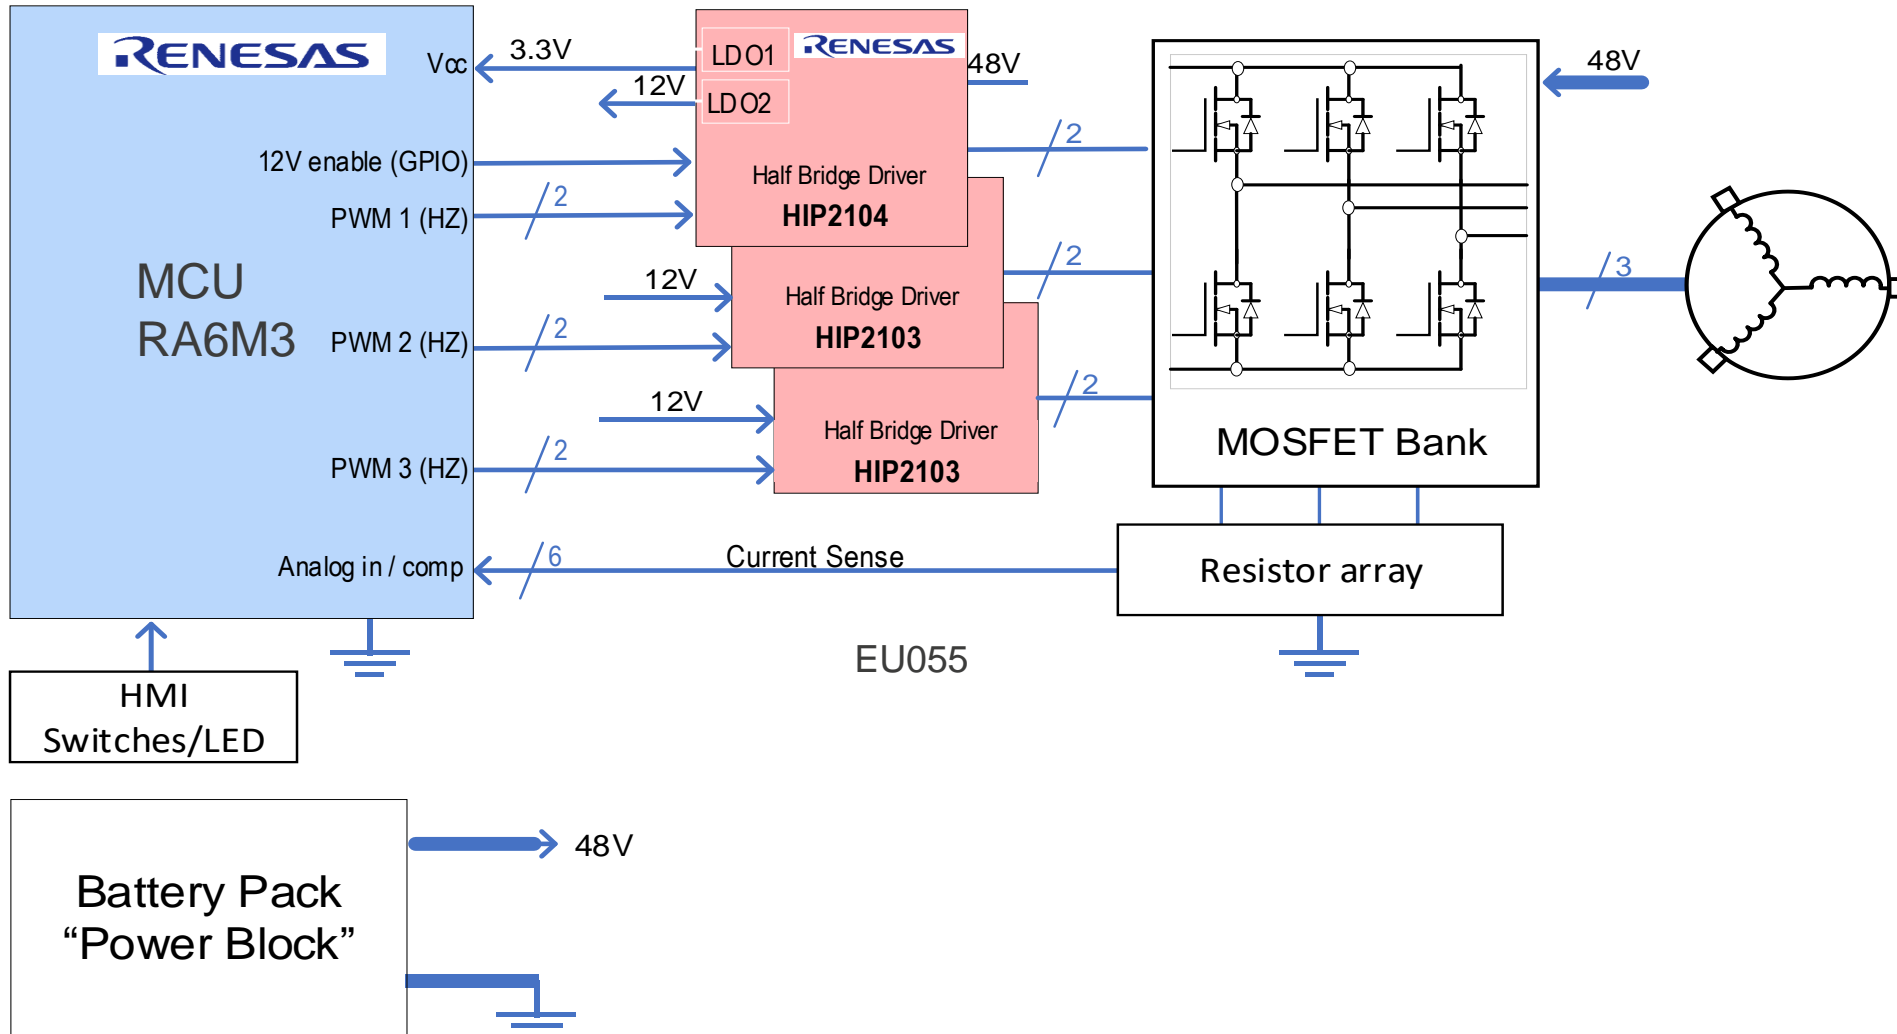 RENESAS
Vcc
3.3V
LDO1
RENESAS
48V
12V
LDO2
48V
12V enable (GPIO)
2
Half Bridge Driver
HIP2104
PWM 1 (HZ)
2
MCU
RA6M3
12V
Half Bridge Driver
HIP2103
2
3
PWM 2 (HZ)
2
12V
Half Bridge Driver
HIP2103
2
MOSFET Bank
PWM 3 (HZ)
2
Analog in / comp
6
Current Sense
Resistor array
EU055
HMI
Switches/LED
48V
Battery Pack
“Power Block”